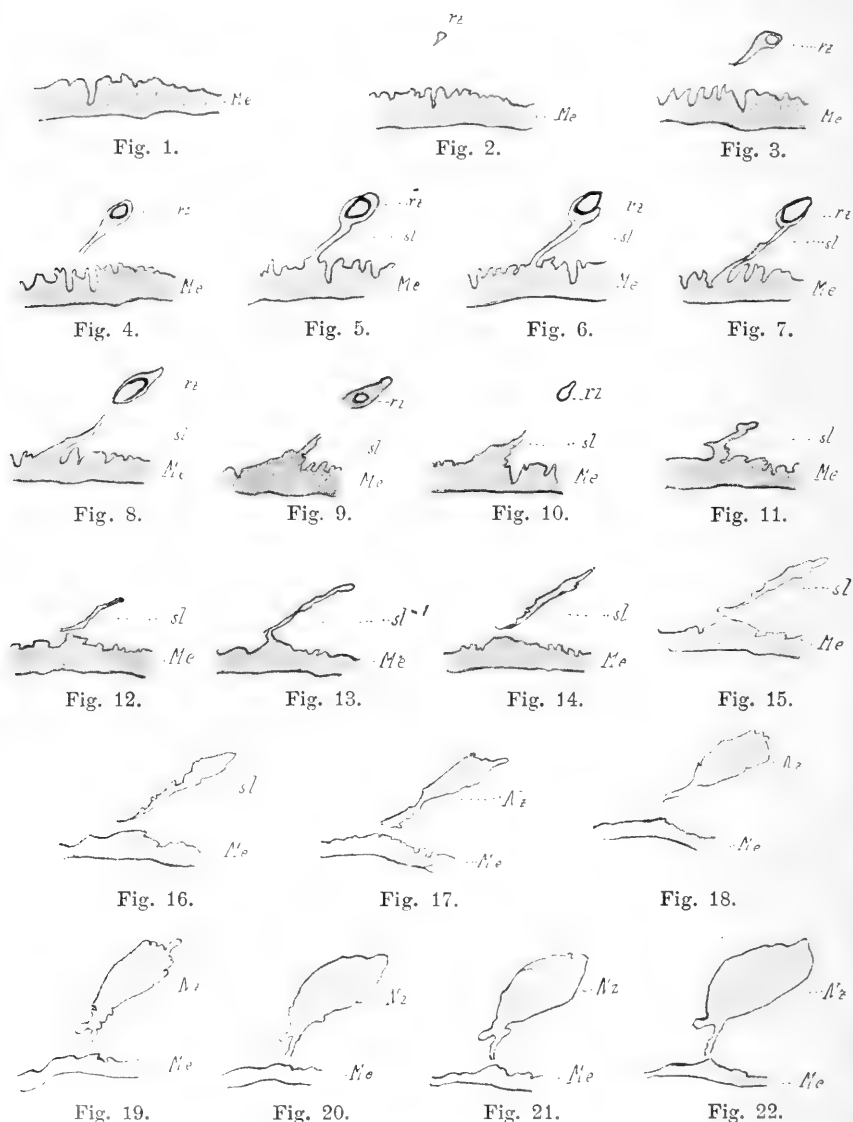 rz
rz
Me
Me
Me
Fig. 1. Fig. 2. Fig. 3.
rz rz rz rz
sl sl sl
Me Me Me Me
Fig. 4. Fig. 5. Fig. 6. Fig. 7.
rz rz rz
sl sl sl sl
Me Me Me Me
Fig. 8. Fig. 9. Fig. 10. Fig. 11.
sl sl sl sl
Me Me Me Me
Fig. 12. Fig. 13. Fig. 14. Fig. 15.
sl Nz Nz
Me Me Me
Fig. 16. Fig. 17. Fig. 18.
Nz Nz Nz Nz
Me Me Me Me
Fig. 19. Fig. 20. Fig. 21. Fig. 22.